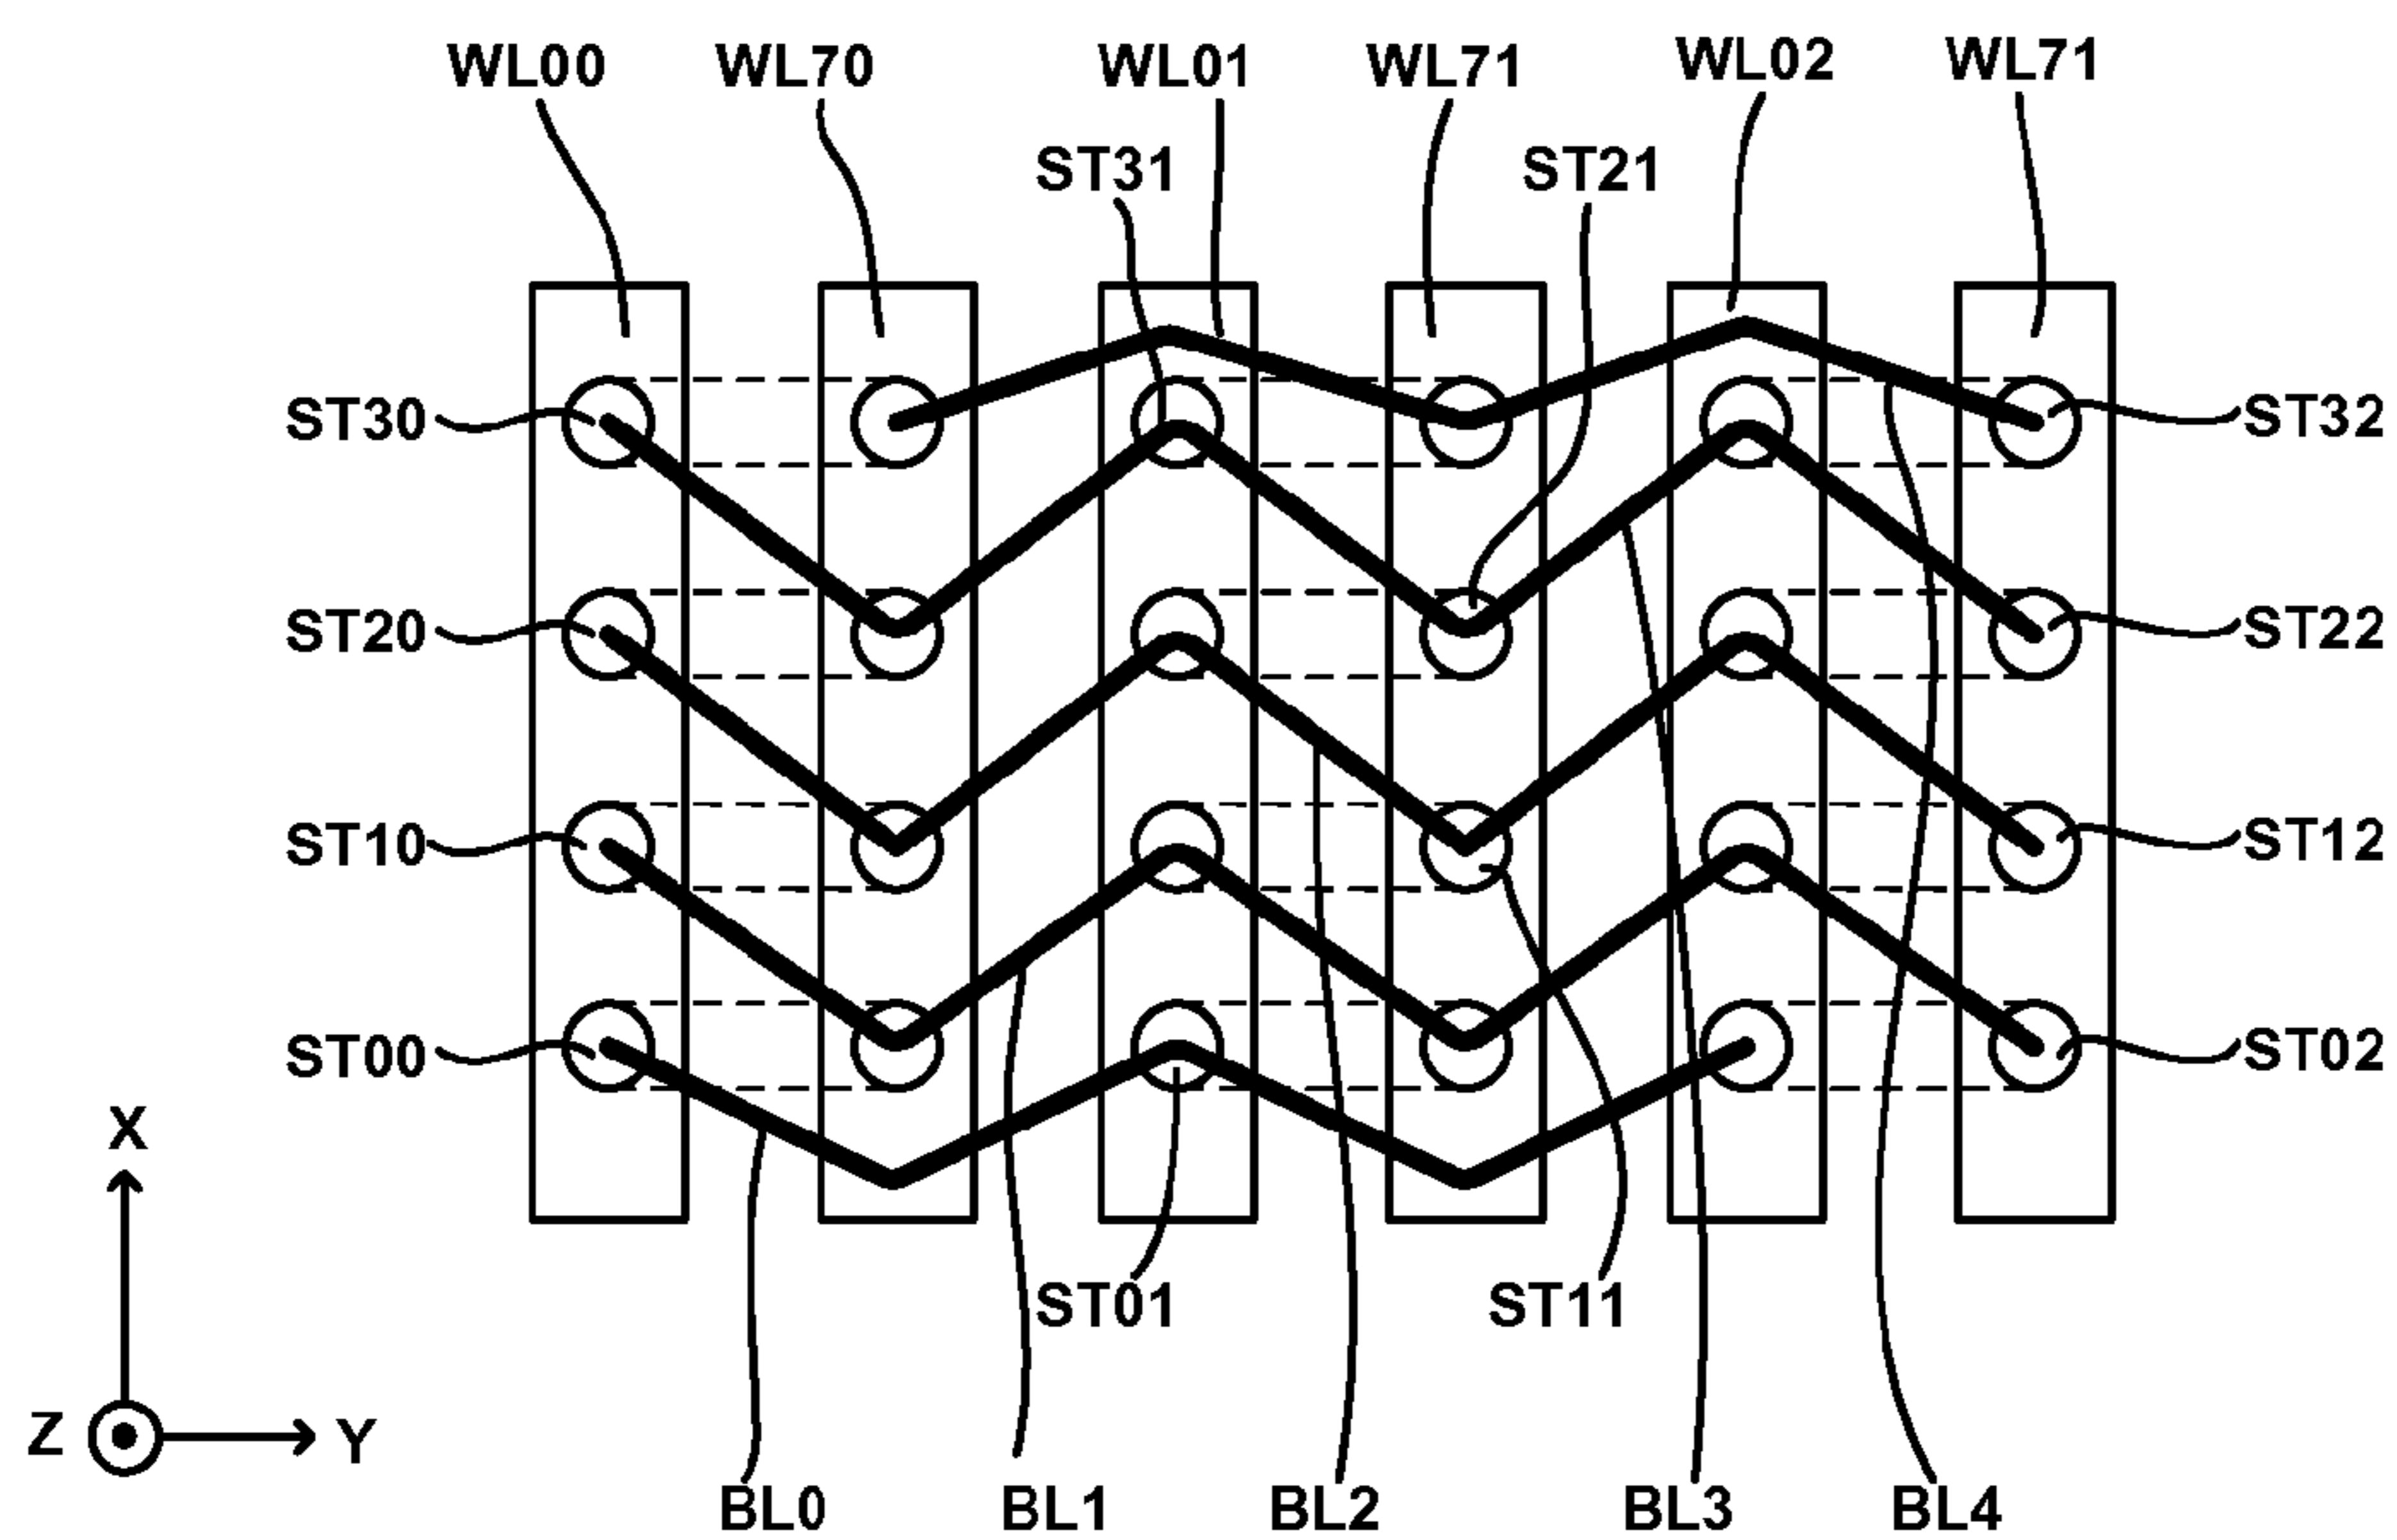 WL00 WL70 WL01 WL71 WL02 WL71
ST31 ST21
ST30 ST32
ST20 ST22
ST10 ST12
ST00 ST02
X
ST01 ST11
Z Y
BL0 BL1 BL2 BL3 BL4